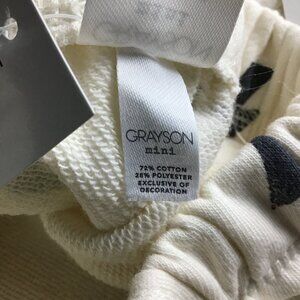 GRAYSON
mini
72% COTTON
28% POLYESTER
EXCLUSIVE OF
DECORATION